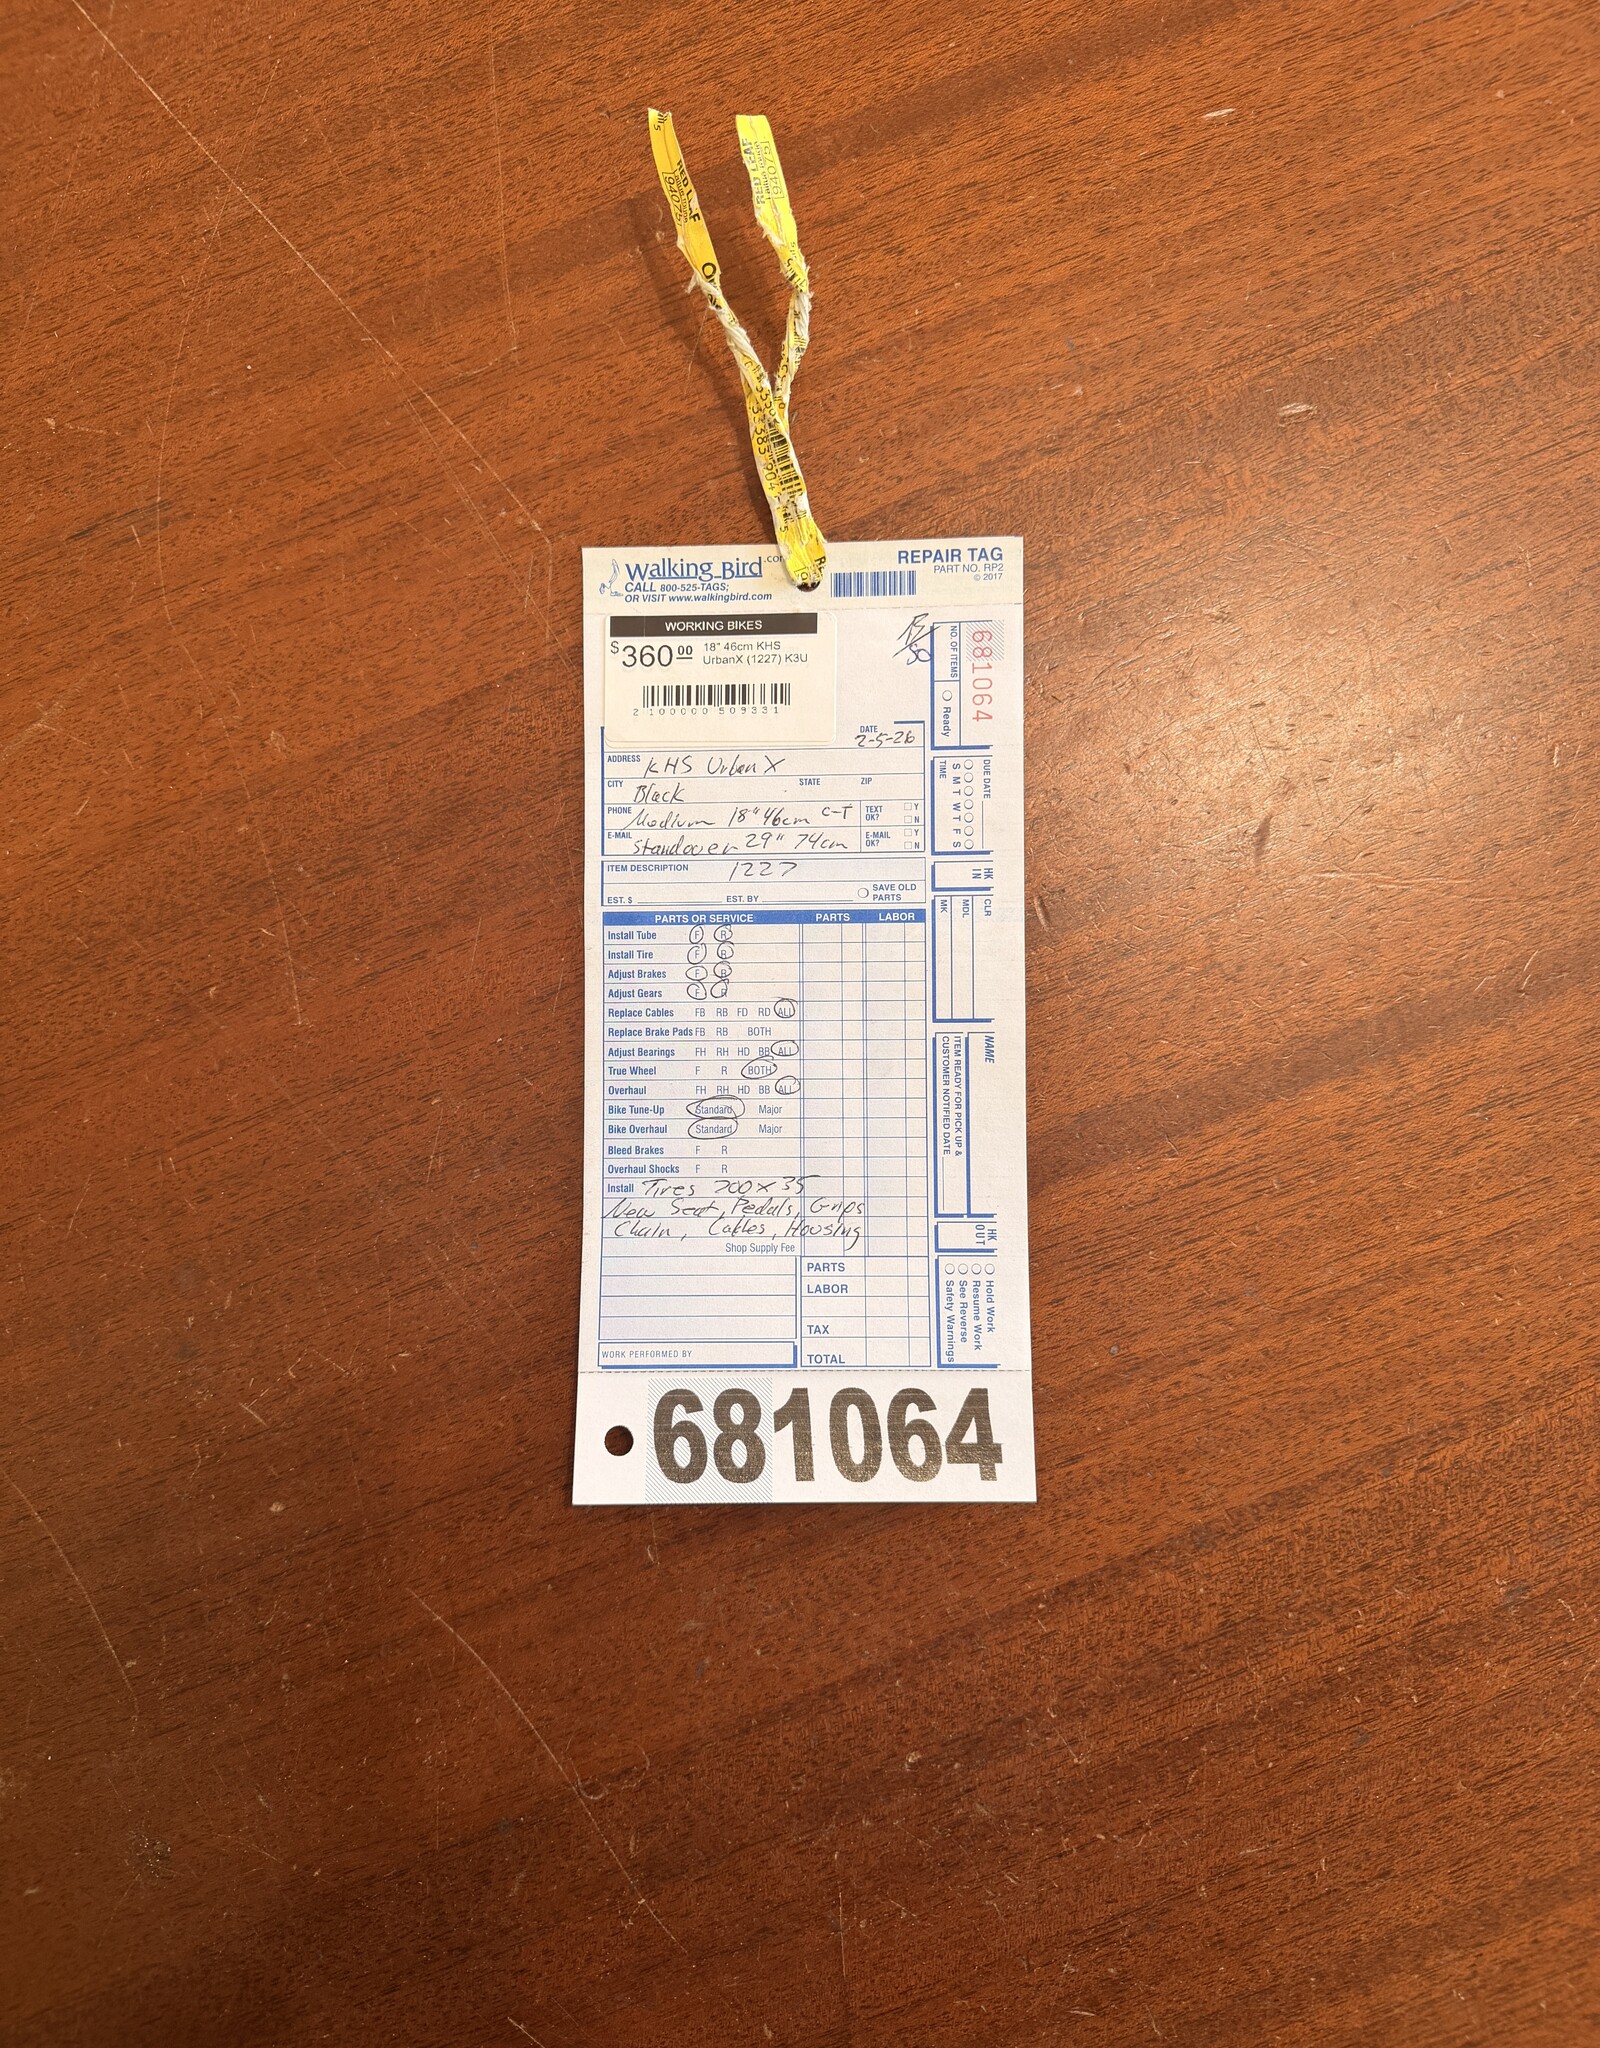 RED LEAF
94075
RED LEAF
94075
Walking Bird.com
CALL 800-525-TAGS;
OR VISIT www.walkingbird.com
REPAIR TAG
PART NO. RP2
© 2017
WORKING BIKES
$360.00 18" 46cm KHS
UrbanX (1227) K3U
2 100000 509331
DATE
2-5-26
ADDRESS KHS Urban X
CITY Black STATE ZIP
PHONE Medium 18" 46cm C-T TEXT OK? Y N
E-MAIL Standover 29" 74cm E-MAIL OK? Y N
ITEM DESCRIPTION 1227
EST. $ EST. BY SAVE OLD PARTS
PARTS OR SERVICE PARTS LABOR
Install Tube F R
Install Tire F R
Adjust Brakes F R
Adjust Gears F R
Replace Cables FB RB FD RD ALL
Replace Brake Pads FB RB BOTH
Adjust Bearings FH RH HD BB ALL
True Wheel F R BOTH
Overhaul FH RH HD BB ALL
Bike Tune-Up Standard Major
Bike Overhaul Standard Major
Bleed Brakes F R
Overhaul Shocks F R
Install Tires 700x35
New Seat, Pedals, Grips
Chain, Cables, Housing
Shop Supply Fee
PARTS
LABOR
TAX
WORK PERFORMED BY TOTAL
681064
NO. OF ITEMS
Ready
DUE DATE
S M T W T F S
TIME
HK IN
CLR
MDL
MK
NAME
ITEM READY FOR PICK UP &
CUSTOMER NOTIFIED DATE
HK OUT
Hold Work
Resume Work
See Reverse
Safety Warnings
681064